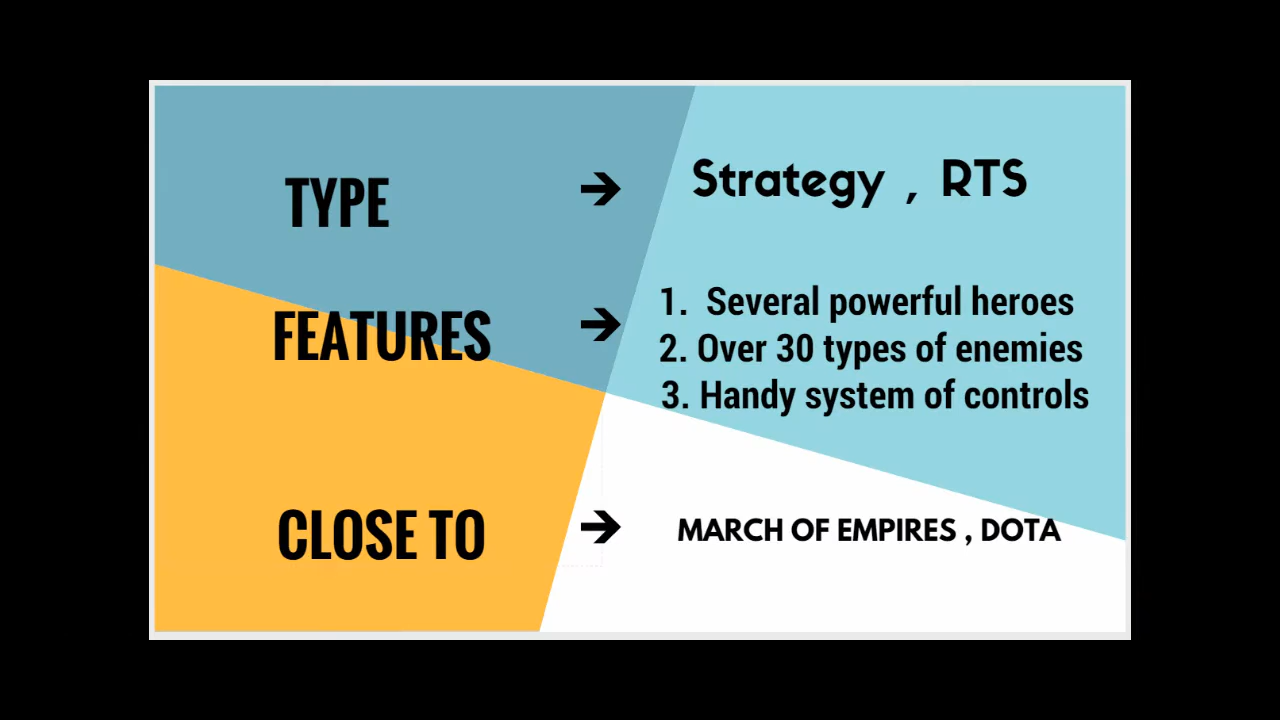 TYPE → Strategy , RTS
FEATURES → 1. Several powerful heroes
2. Over 30 types of enemies
3. Handy system of controls
CLOSE TO → MARCH OF EMPIRES , DOTA